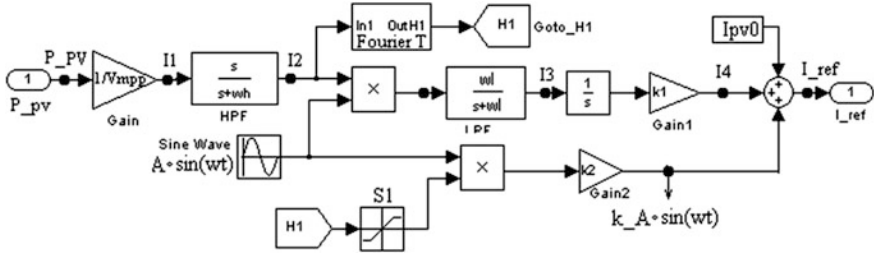 In1 OutH1
Fourier T
H1
Goto_H1
P_PV
I1
I2
Ipv0
1
1/Vmpp
s
s+wh
P_pv
Gain
HPF
×
wl
s+wl
I3
1
s
k1
I4
I_ref
1
Gain1
I_ref
LPF
Sine Wave
A∘sin(wt)
×
k2
Gain2
S1
H1
k_A∘sin(wt)